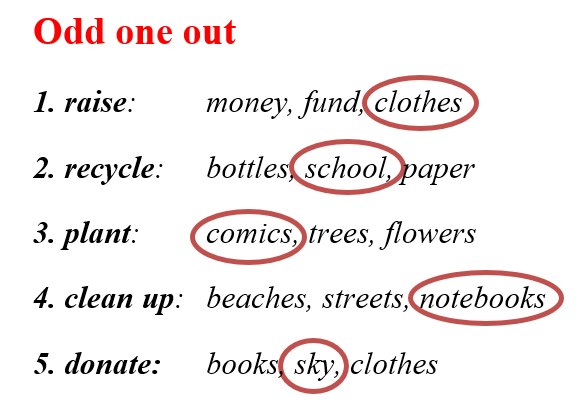 Odd one out
1. raise: money, fund, clothes
2. recycle: bottles, school, paper
3. plant: comics, trees, flowers
4. clean up: beaches, streets, notebooks
5. donate: books, sky, clothes